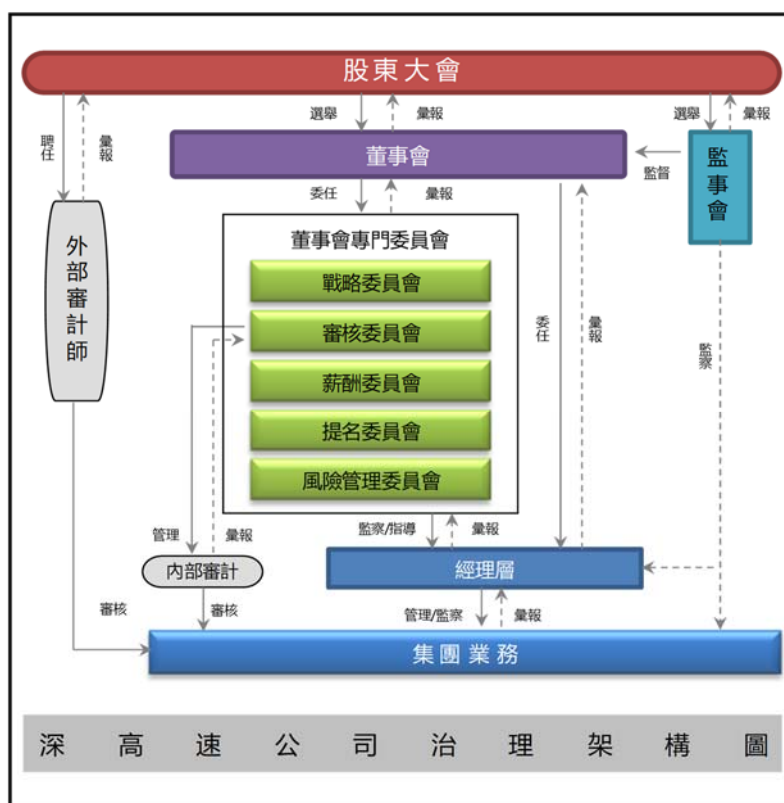 股東大會
聘任
彙報
選舉
彙報
選舉
彙報
董事會
監督
監事會
委任
彙報
外部審計師
董事會專門委員會
戰略委員會
審核委員會
薪酬委員會
提名委員會
風險管理委員會
委任
彙報
監察
管理
彙報
監察/指導
彙報
內部審計
經理層
審核
審核
管理/監察
彙報
集團業務
深高速公司治理架構圖